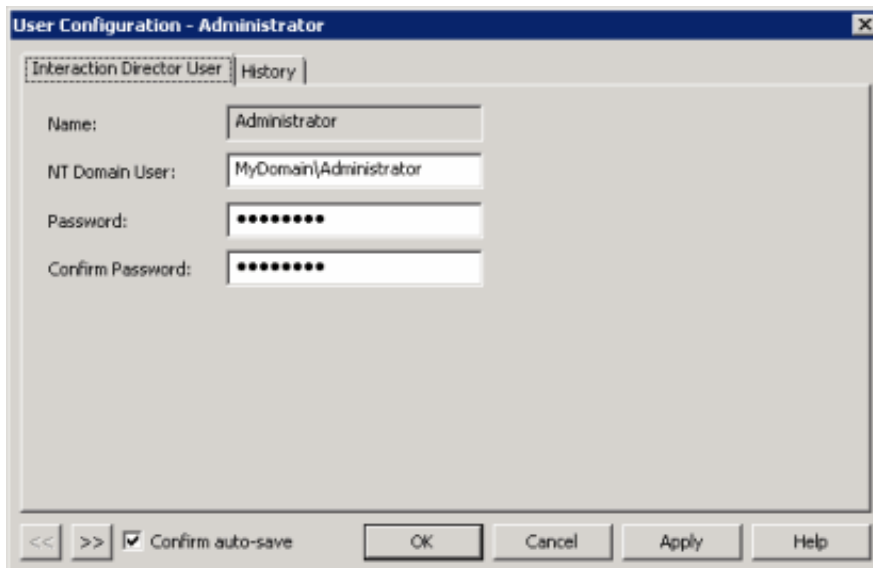 User Configuration - Administrator
Interaction Director User History
Name: Administrator
NT Domain User: MyDomain\Administrator
Password: ●●●●●●●●
Confirm Password: ●●●●●●●●
<< >> Confirm auto-save OK Cancel Apply Help